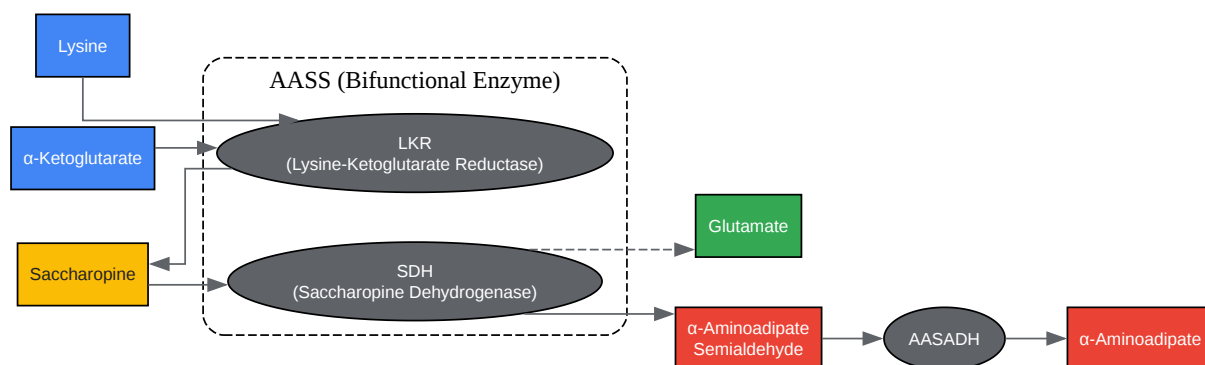 Lysine
AASS (Bifunctional Enzyme)
α-Ketoglutarate
LKR
(Lysine-Ketoglutarate Reductase)
Saccharopine
SDH
(Saccharopine Dehydrogenase)
Glutamate
α-Aminoadipate
Semialdehyde
AASADH
α-Aminoadipate